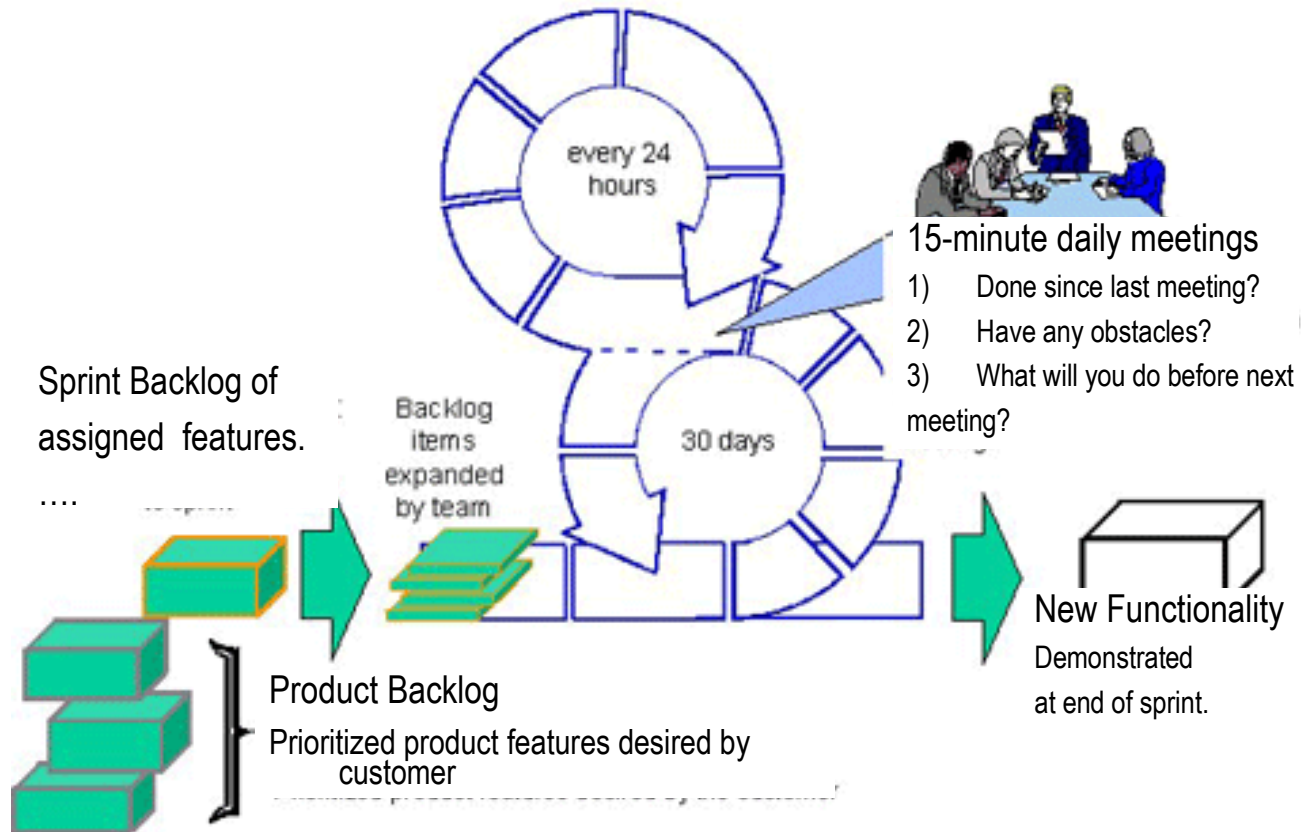 every 24
hours
15-minute daily meetings
1) Done since last meeting?
2) Have any obstacles?
3) What will you do before next
meeting?
Sprint Backlog of
assigned features.
....
Backlog
items
expanded
by team
30 days
New Functionality
Demonstrated
at end of sprint.
Product Backlog
Prioritized product features desired by
customer